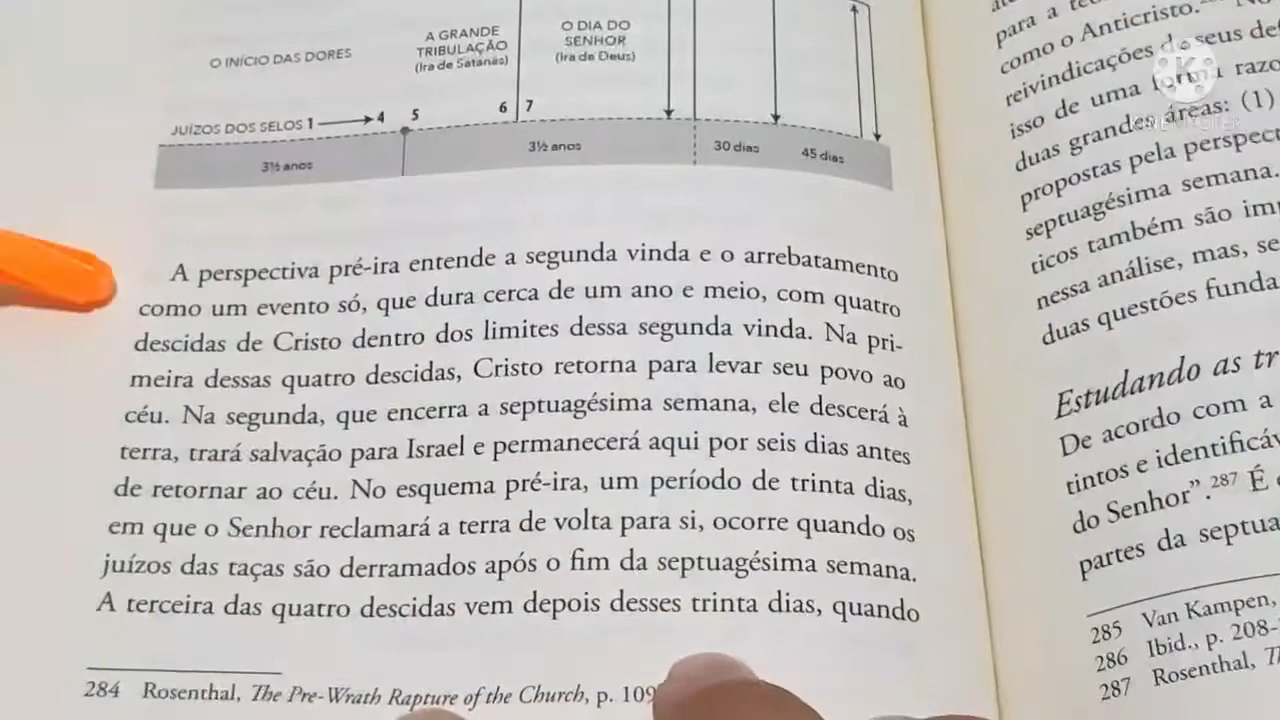 A GRANDE
TRIBULAÇÃO
(Ira de Satanás)
O DIA DO
SENHOR
(Ira de Deus)
O INÍCIO DAS DORES
JUÍZOS DOS SELOS 1 4 5 6 7
3½ anos 3½ anos 30 dias 45 dias
A perspectiva pré-ira entende a segunda vinda e o arrebatamento
como um evento só, que dura cerca de um ano e meio, com quatro
descidas de Cristo dentro dos limites dessa segunda vinda. Na pri-
meira dessas quatro descidas, Cristo retorna para levar seu povo ao
céu. Na segunda, que encerra a septuagésima semana, ele descerá à
terra, trará salvação para Israel e permanecerá aqui por seis dias antes
de retornar ao céu. No esquema pré-ira, um período de trinta dias,
em que o Senhor reclamará a terra de volta para si, ocorre quando os
juízos das taças são derramados após o fim da septuagésima semana.
A terceira das quatro descidas vem depois desses trinta dias, quando
284 Rosenthal, The Pre-Wrath Rapture of the Church, p. 109
para a
como o Anticristo.
reivindicações de seus
isso de uma forma
duas grandes áreas: (1)
propostas pela
septuagésima semana.
ticos também são
nessa análise, mas,
duas questões
Estudando as
De acordo com a
tintos e
do Senhor”.287 É
partes da
285 Van Kampen,
286 Ibid., p. 208-
287 Rosenthal,